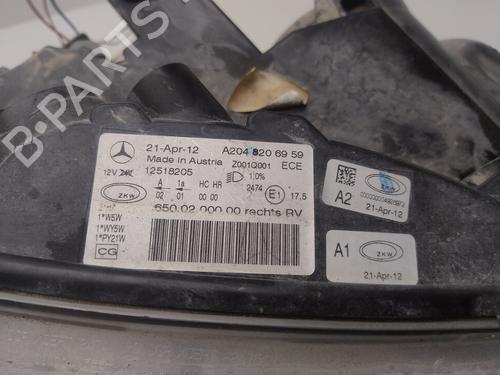 B-PARTS
21-Apr-12 A204 820 69 59
Made in Austria Z001Q001 ECE
12V 12518205 1,0%
ZKW A 1a HC HR 2474 E1 17.5
02 01 00 00
650.02.000.00 rechts RV
1*W5W
1*WY5W
1*PY21W
CG
A2 ZKW
21-Apr-12
A1 ZKW
21-Apr-12